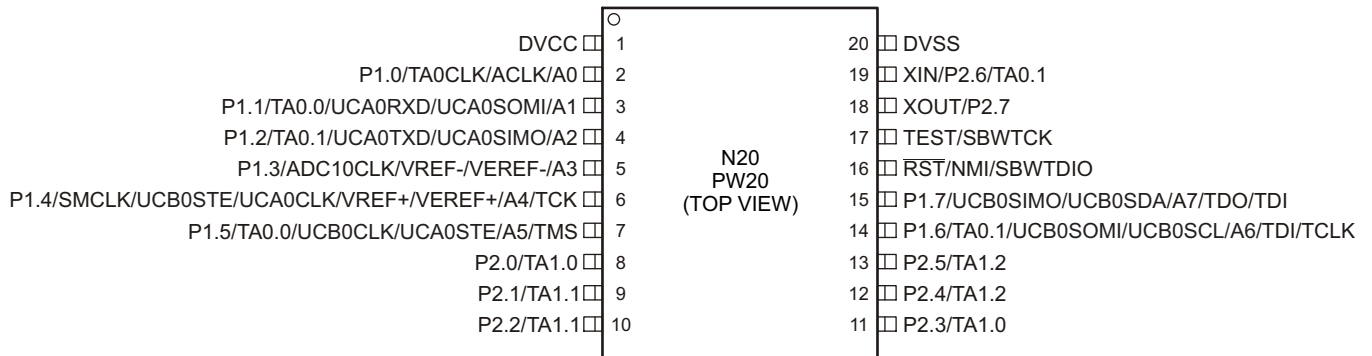 DVCC 1 20 DVSS
P1.0/TA0CLK/ACLK/A0 2 19 XIN/P2.6/TA0.1
P1.1/TA0.0/UCA0RXD/UCA0SOMI/A1 3 18 XOUT/P2.7
P1.2/TA0.1/UCA0TXD/UCA0SIMO/A2 4 17 TEST/SBWTCK
P1.3/ADC10CLK/VREF-/VEREF-/A3 5 16 RST/NMI/SBWTDIO
P1.4/SMCLK/UCB0STE/UCA0CLK/VREF+/VEREF+/A4/TCK 6 15 P1.7/UCB0SIMO/UCB0SDA/A7/TDO/TDI
P1.5/TA0.0/UCB0CLK/UCA0STE/A5/TMS 7 14 P1.6/TA0.1/UCB0SOMI/UCB0SCL/A6/TDI/TCLK
P2.0/TA1.0 8 13 P2.5/TA1.2
P2.1/TA1.1 9 12 P2.4/TA1.2
P2.2/TA1.1 10 11 P2.3/TA1.0
N20
PW20
(TOP VIEW)